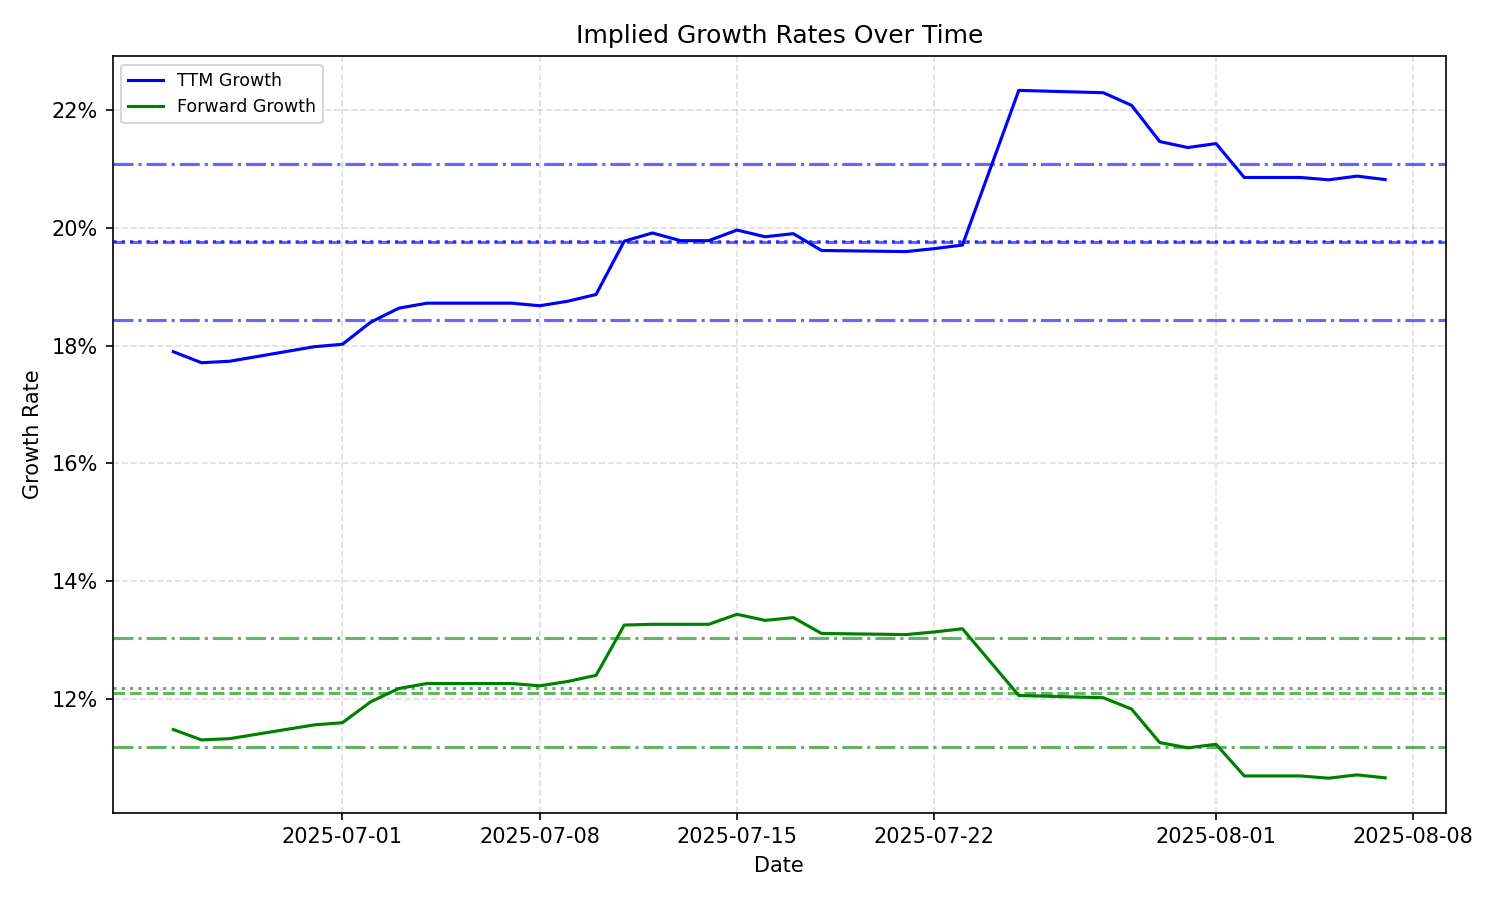 Implied Growth Rates Over Time
TTM Growth
Forward Growth
22%
20%
18%
16%
14%
12%
Growth Rate
2025-07-01
2025-07-08
2025-07-15
2025-07-22
2025-08-01
2025-08-08
Date